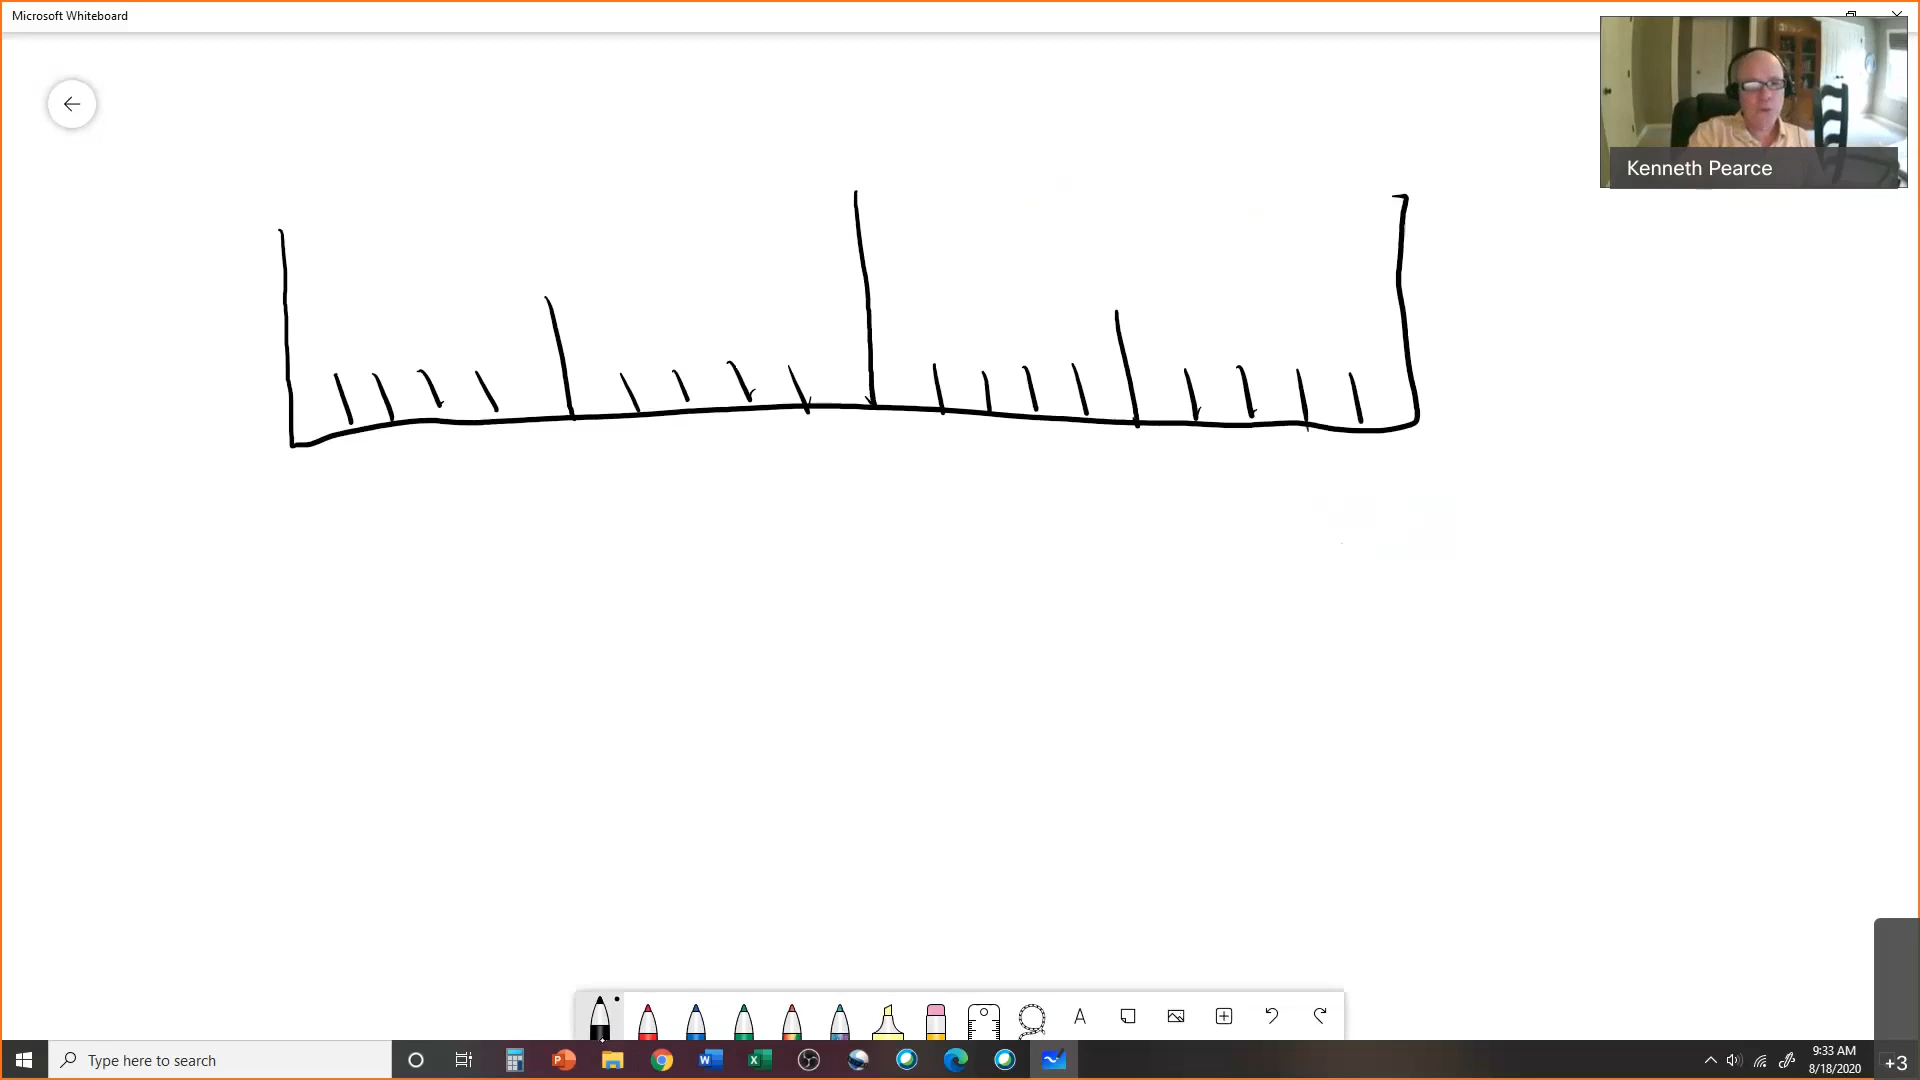 Microsoft Whiteboard
Kenneth Pearce
A
Type here to search
9:33 AM
8/18/2020
+3